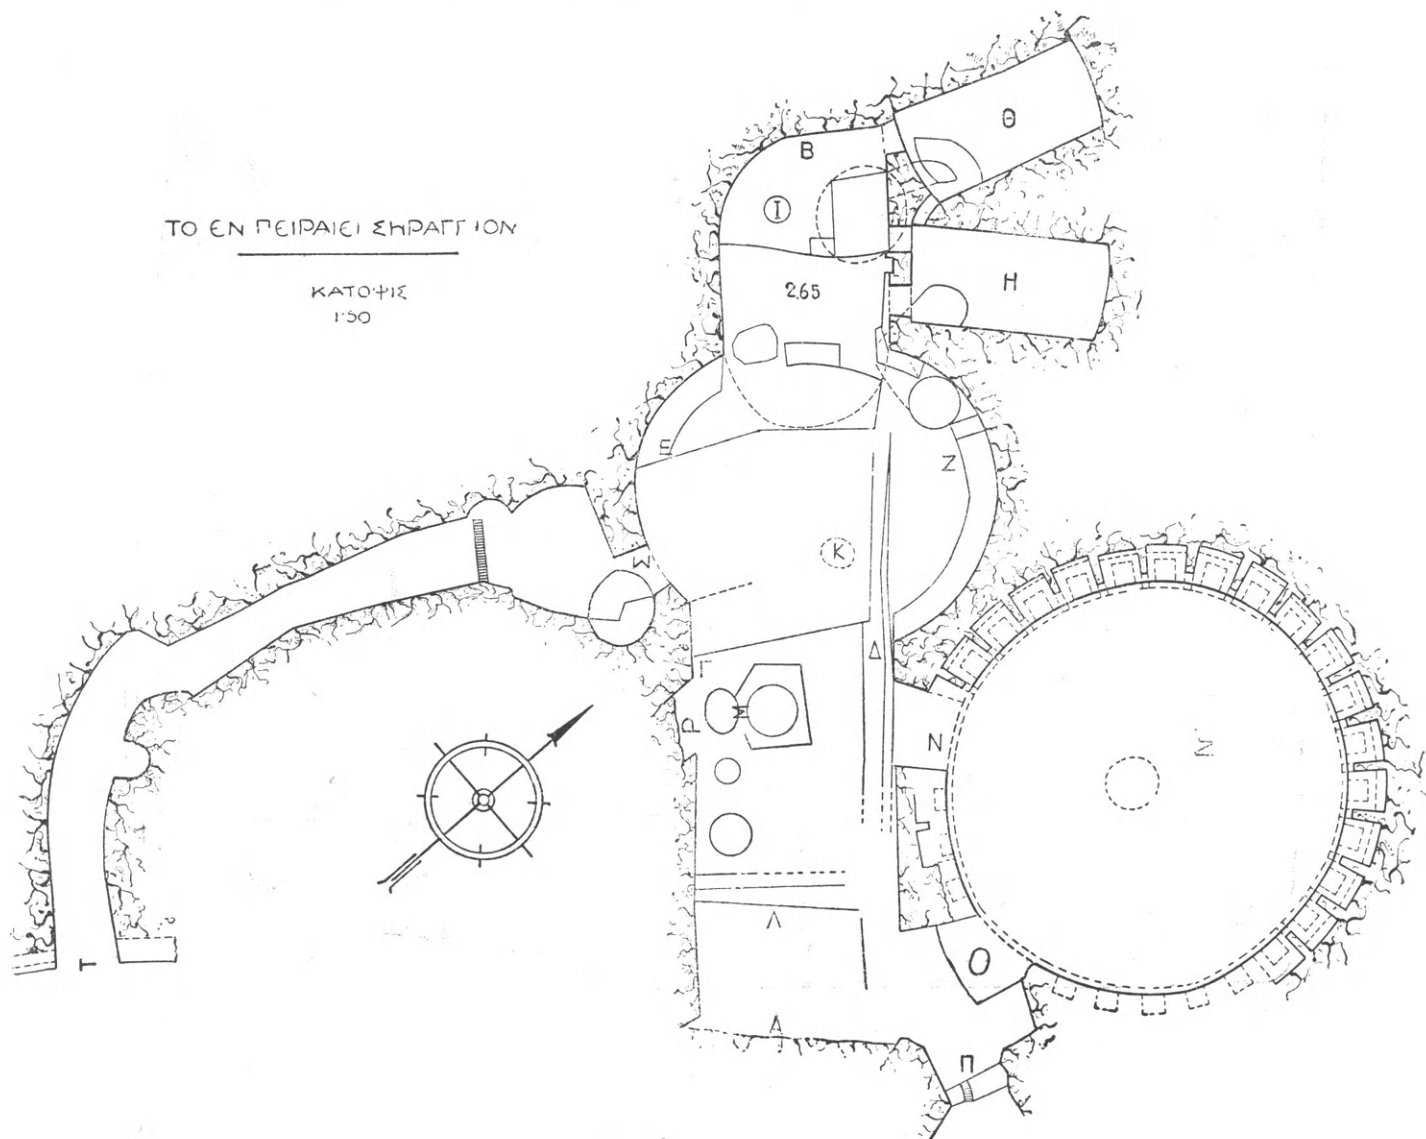 ΤΟ ΕΝ ΠΕΙΡΑΙΕΙ ΣΗΡΑΓΓΙΟΝ
ΚΑΤΟΨΙΣ
1:50
Θ
Β
Ι
Η
2.65
Ε
Ζ
Κ
Σ
Δ
Γ
Μ
Ρ
Ν
Ξ
Λ
Ο
Τ
Α
Π